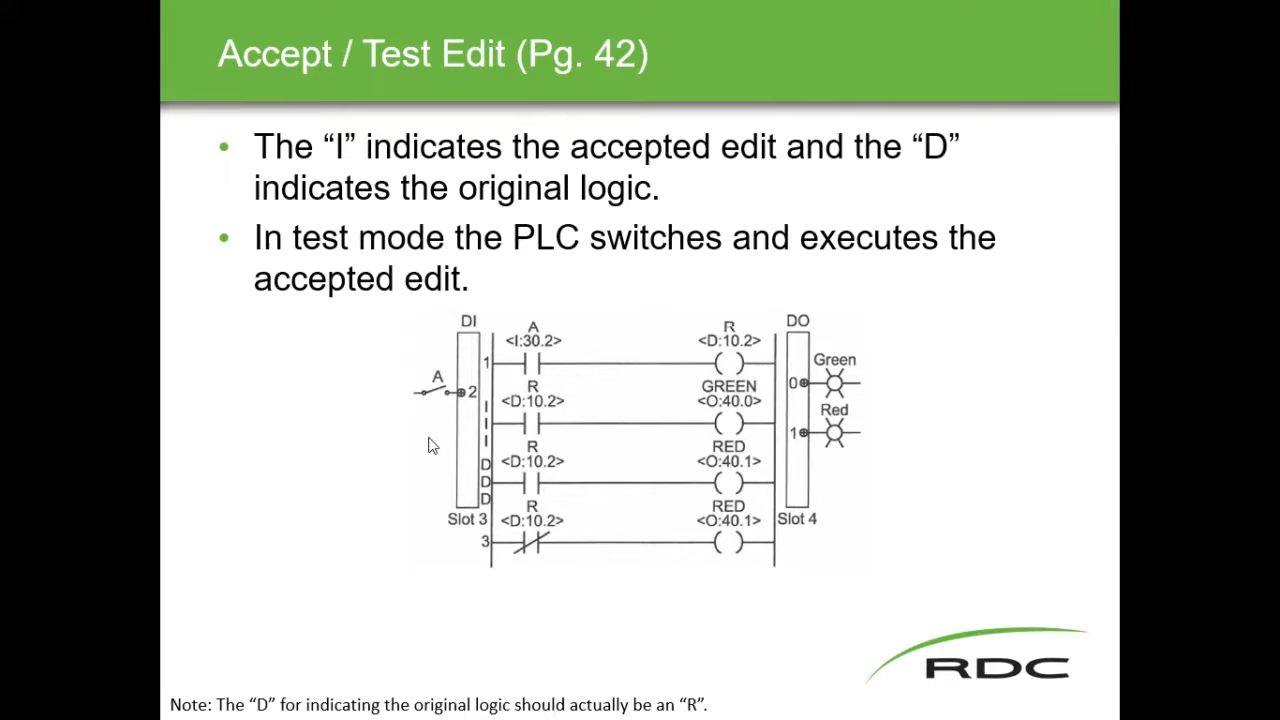 Accept / Test Edit (Pg. 42)
• The “I” indicates the accepted edit and the “D”
indicates the original logic.
• In test mode the PLC switches and executes the
accepted edit.
DI
A
<I:30.2>
R
<D:10.2>
DO
1
Green
A
2
R
<D:10.2>
GREEN
<O:40.0>
0
I
I
I
Red
1
R
<D:10.2>
RED
<O:40.1>
D
D
D
Slot 3
R
<D:10.2>
RED
<O:40.1>
Slot 4
3
RDC
Note: The “D” for indicating the original logic should actually be an “R”.